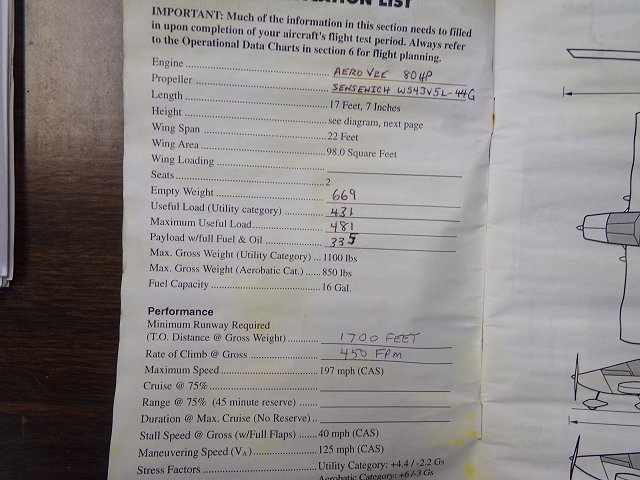 LIST
IMPORTANT: Much of the information in this section needs to filled
in upon completion of your aircraft's flight test period. Always refer
to the Operational Data Charts in section 6 for flight planning.
Engine AERO VEE 80HP
Propeller SENSENICH W54JV5L-44G
Length 17 Feet, 7 Inches
Height see diagram, next page
Wing Span 22 Feet
Wing Area 98.0 Square Feet
Wing Loading
Seats 2
Empty Weight 669
Useful Load (Utility category) 431
Maximum Useful Load 481
Payload w/full Fuel & Oil 335
Max. Gross Weight (Utility Category) ... 1100 lbs
Max. Gross Weight (Aerobatic Cat.) ..... 850 lbs
Fuel Capacity 16 Gal.
Performance
Minimum Runway Required
(T.O. Distance @ Gross Weight) 1700 FEET
Rate of Climb @ Gross 450 FPM
Maximum Speed 197 mph (CAS)
Cruise @ 75%
Range @ 75% (45 minute reserve)
Duration @ Max. Cruise (No Reserve) ..
Stall Speed @ Gross (w/Full Flaps) 40 mph (CAS)
Maneuvering Speed (VA) 125 mph (CAS)
Stress Factors Utility Category: +4.4 / -2.2 Gs
Aerobatic Category: +6/-3 Gs